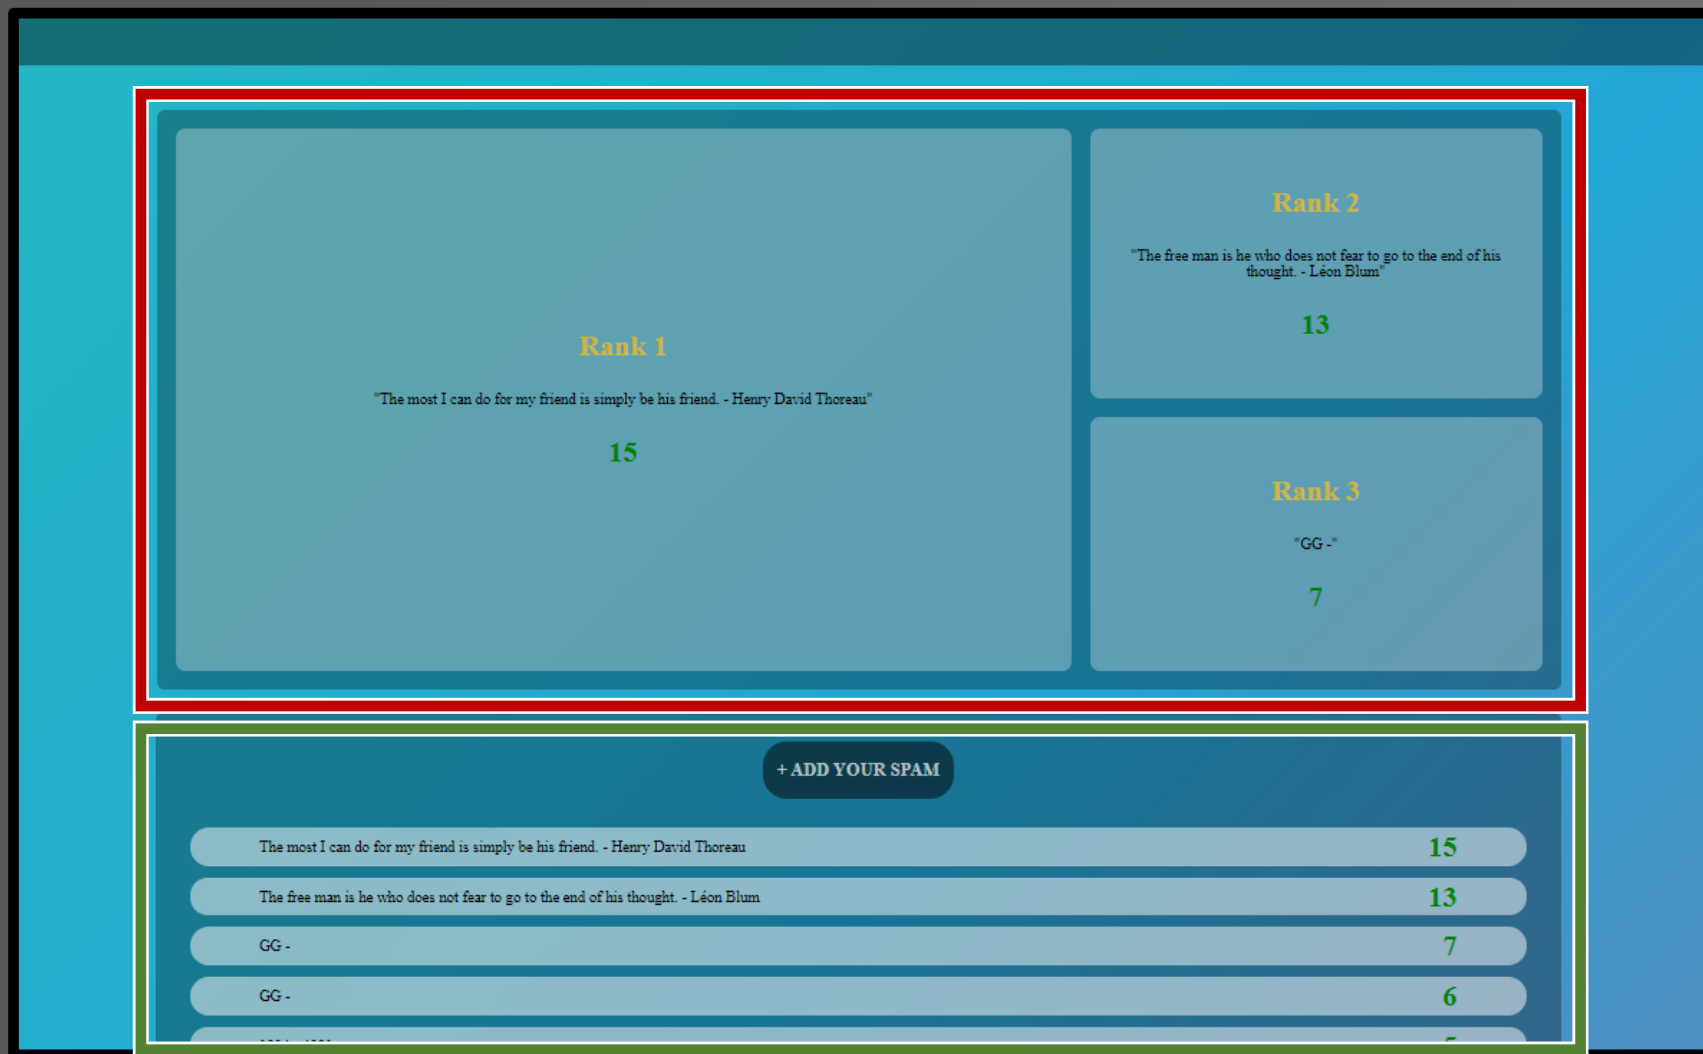 Rank 1
"The most I can do for my friend is simply be his friend. - Henry David Thoreau"
15
Rank 2
"The free man is he who does not fear to go to the end of his
thought. - Léon Blum"
13
Rank 3
"GG -"
7
+ ADD YOUR SPAM
The most I can do for my friend is simply be his friend. - Henry David Thoreau
15
The free man is he who does not fear to go to the end of his thought. - Léon Blum
13
GG -
7
GG -
6